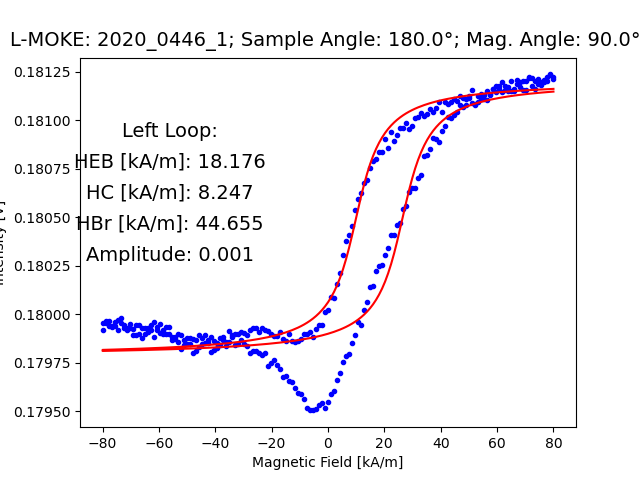 L-MOKE: 2020_0446_1; Sample Angle: 180.0°; Mag. Angle: 90.0°
0.18125
0.18100
0.18075
0.18050
0.18025
0.18000
0.17975
0.17950
Intensity [V]
Left Loop:
HEB [kA/m]: 18.176
HC [kA/m]: 8.247
HBr [kA/m]: 44.655
Amplitude: 0.001
−80 −60 −40 −20 0 20 40 60 80
Magnetic Field [kA/m]